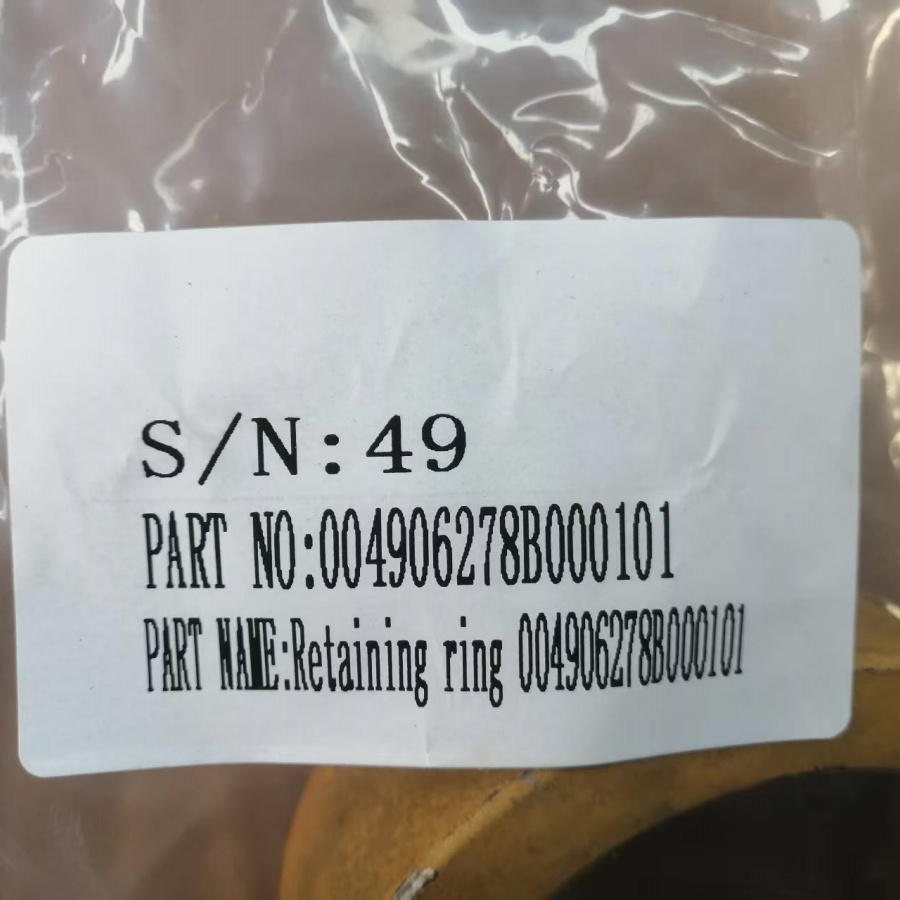 S/N:49
PART NO:004906278B000101
PART NAME:Retaining ring 004906278B000101